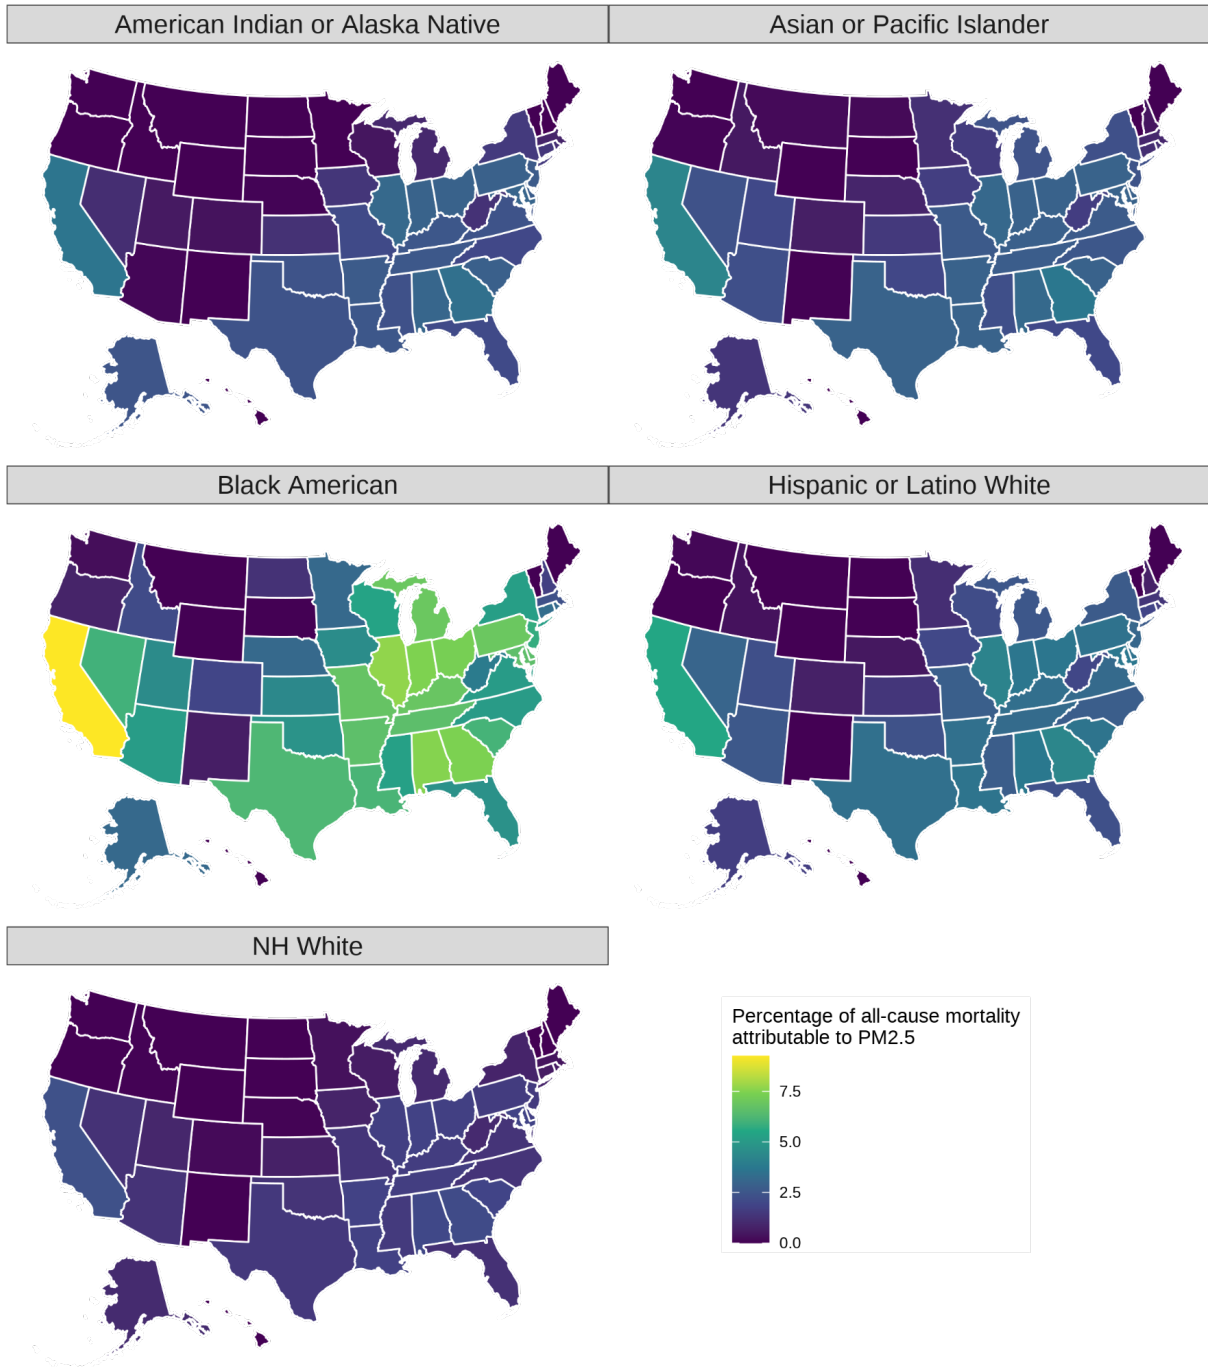 American Indian or Alaska Native
Asian or Pacific Islander
Black American
Hispanic or Latino White
NH White
Percentage of all-cause mortality
attributable to PM2.5
7.5
5.0
2.5
0.0